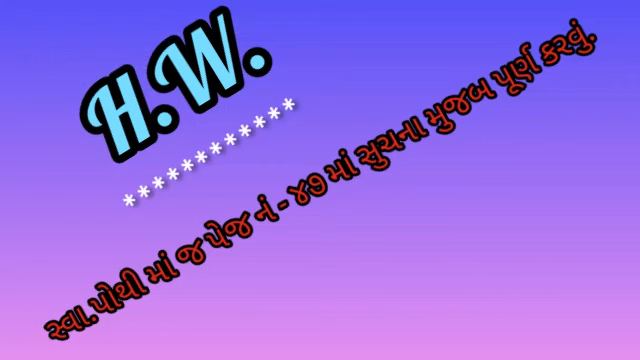 H.W.
************
સ્વા.પોથી માં જ પેજ નં - ૪૭ માં સુચના મુજબ પૂર્ણ કરવું.